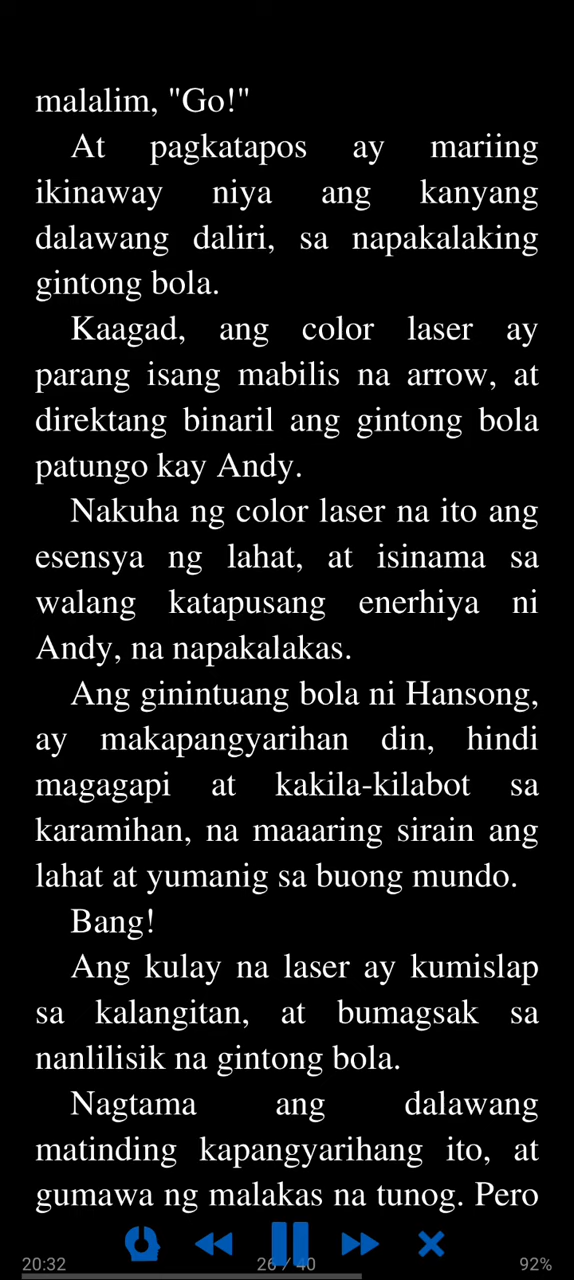 malalim, "Go!"
At pagkatapos ay mariing
ikinaway niya ang kanyang
dalawang daliri, sa napakalaking
gintong bola.
Kaagad, ang color laser ay
parang isang mabilis na arrow, at
direktang binaril ang gintong bola
patungo kay Andy.
Nakuha ng color laser na ito ang
esensya ng lahat, at isinama sa
walang katapusang enerhiya ni
Andy, na napakalakas.
Ang ginintuang bola ni Hansong,
ay makapangyarihan din, hindi
magagapi at kakila-kilabot sa
karamihan, na maaaring sirain ang
lahat at yumanig sa buong mundo.
Bang!
Ang kulay na laser ay kumislap
sa kalangitan, at bumagsak sa
nanlilisik na gintong bola.
Nagtama ang dalawang
matinding kapangyarihang ito, at
gumawa ng malakas na tunog. Pero
20:32 26 / 40 92%